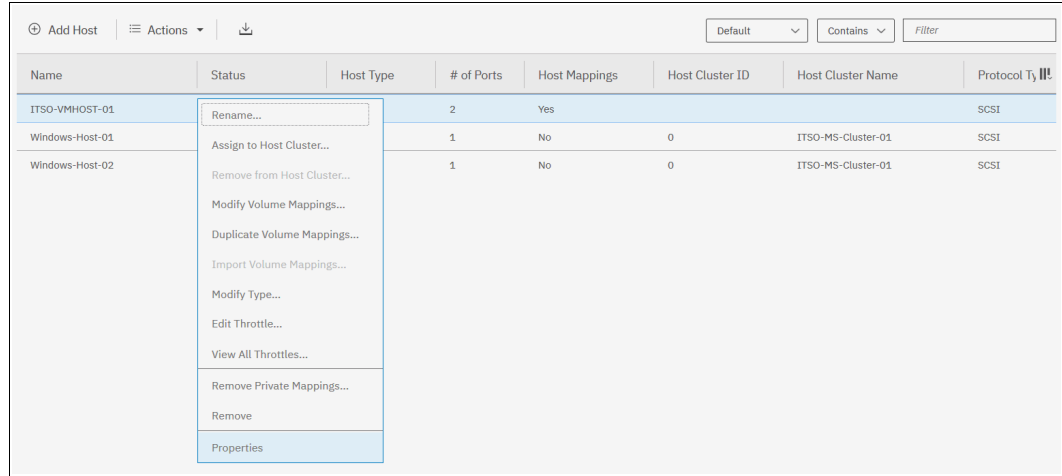 Add Host Actions Default Contains Filter
Name Status Host Type # of Ports Host Mappings Host Cluster ID Host Cluster Name Protocol Ty
ITSO-VMHOST-01 2 Yes SCSI
Windows-Host-01 1 No 0 ITSO-MS-Cluster-01 SCSI
Windows-Host-02 1 No 0 ITSO-MS-Cluster-01 SCSI
Rename...
Assign to Host Cluster...
Remove from Host Cluster...
Modify Volume Mappings...
Duplicate Volume Mappings...
Import Volume Mappings...
Modify Type...
Edit Throttle...
View All Throttles...
Remove Private Mappings...
Remove
Properties